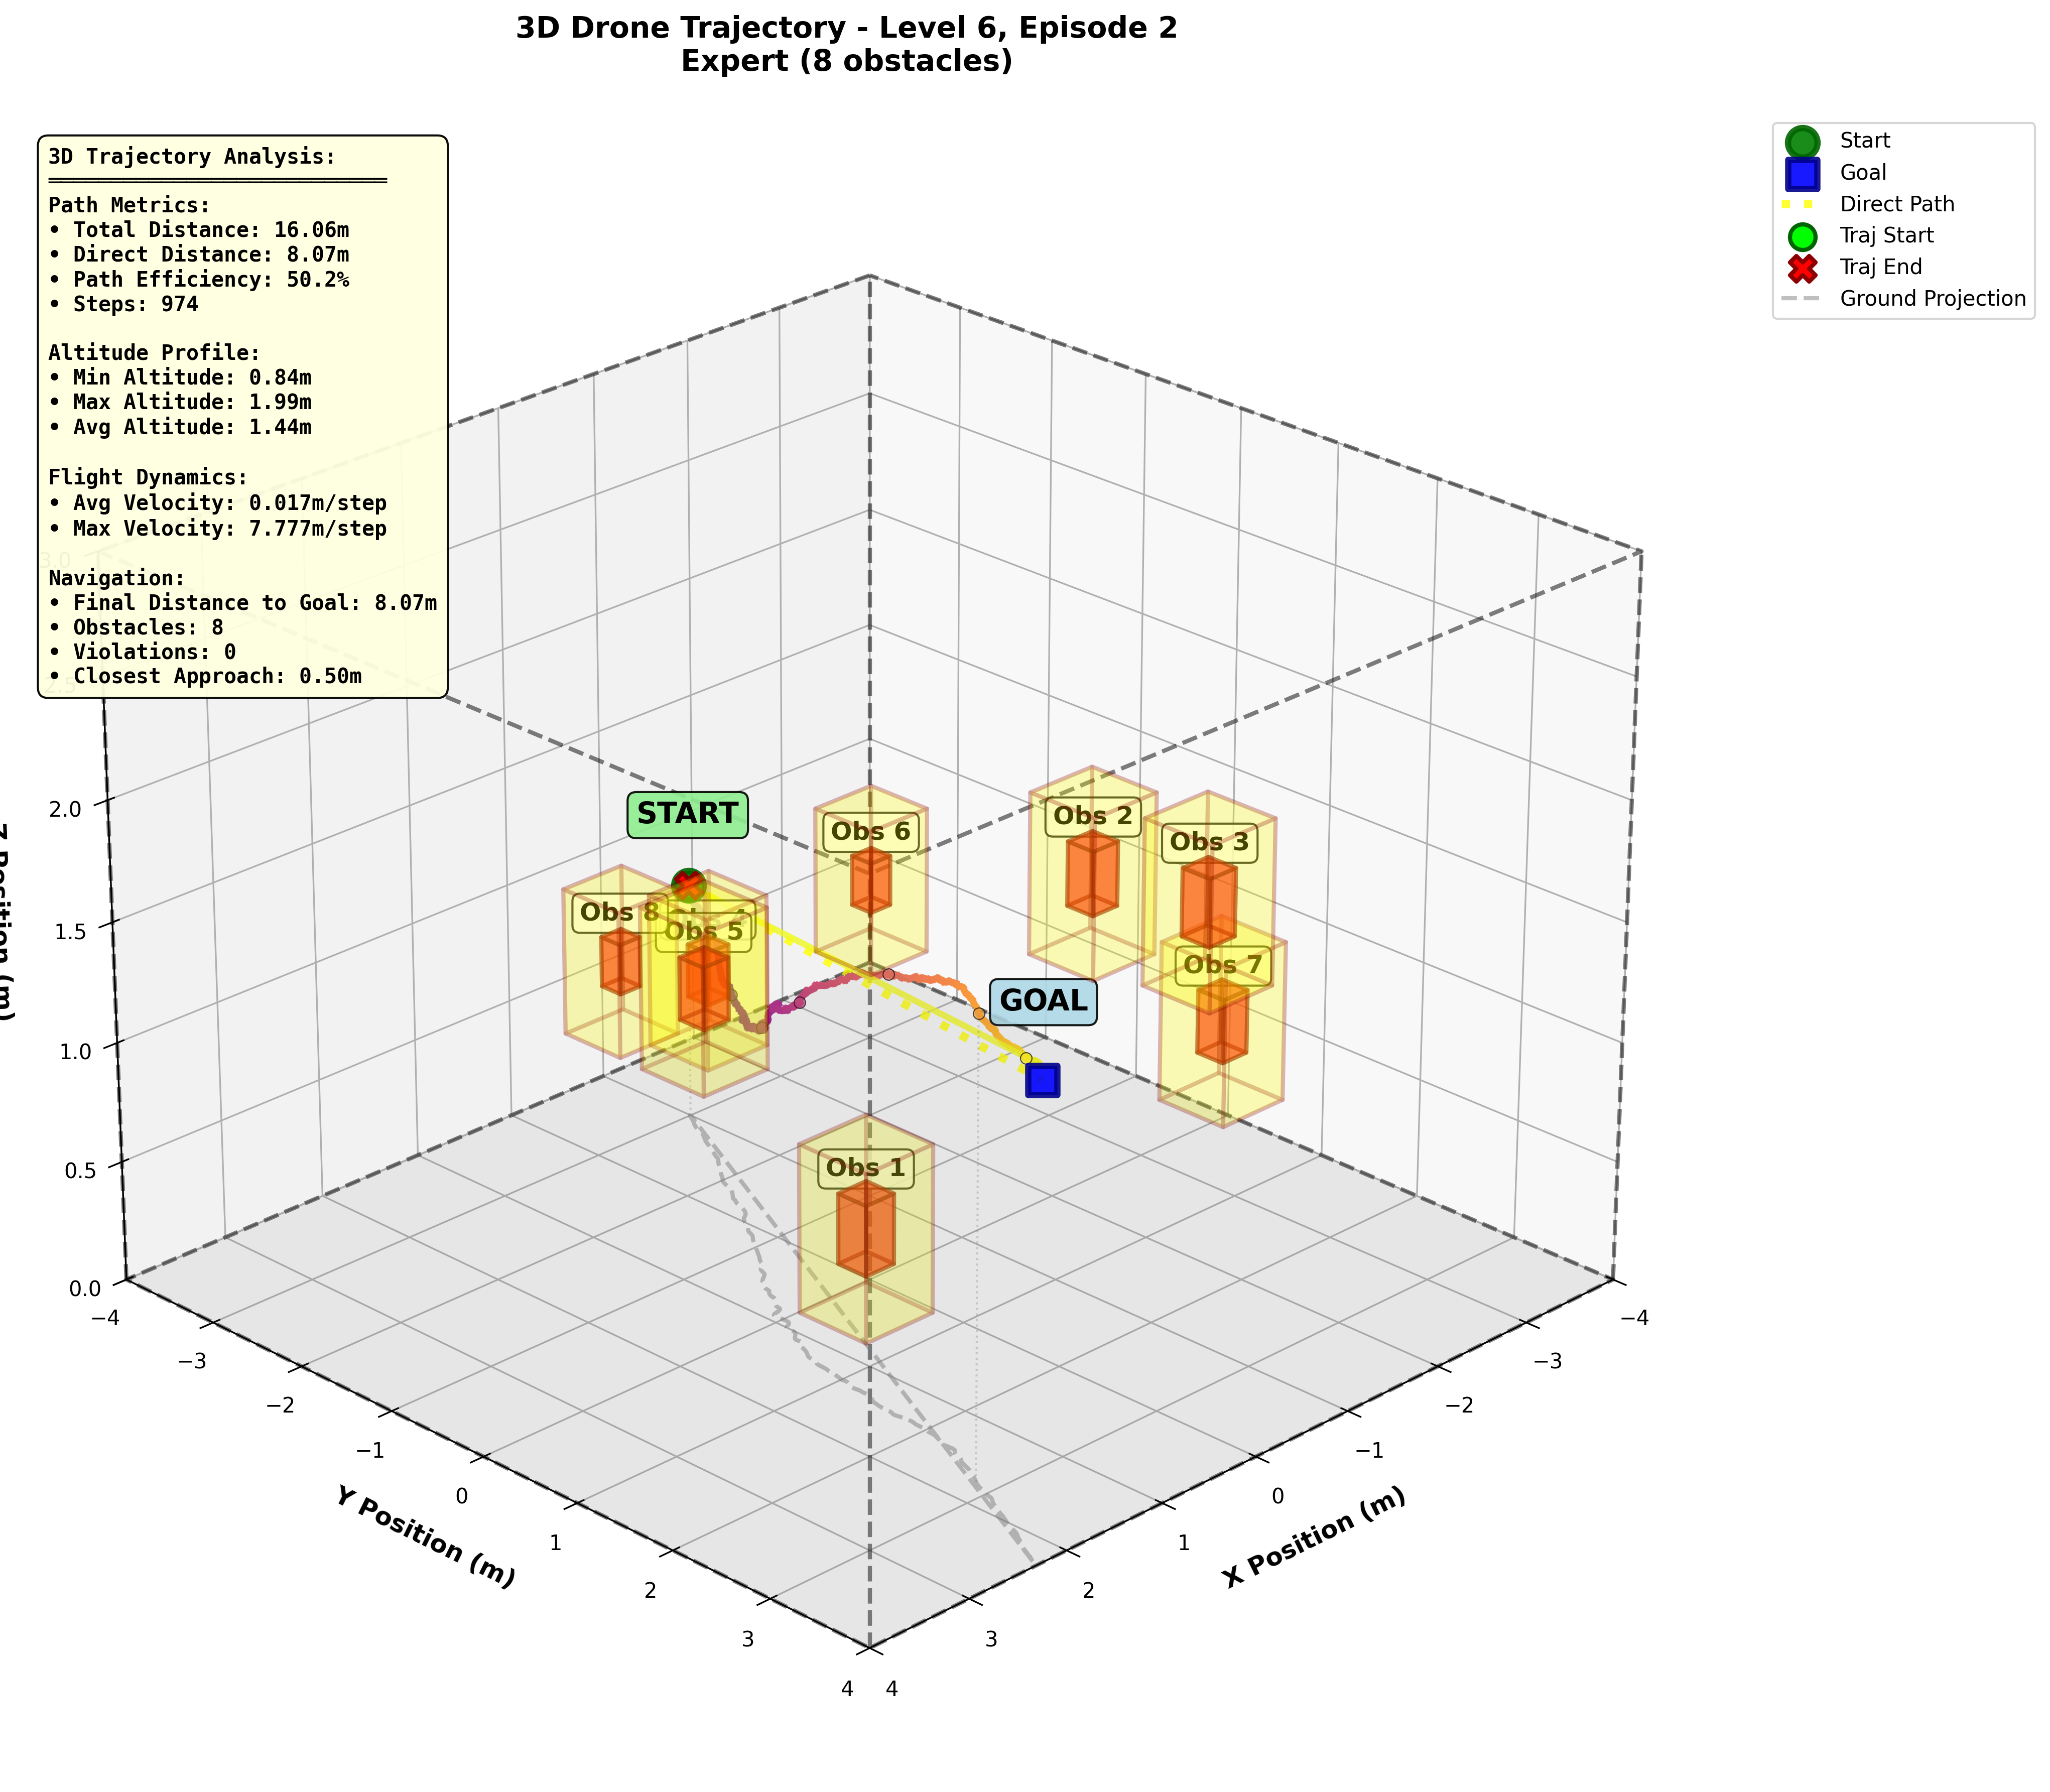 3D Drone Trajectory - Level 6, Episode 2
Expert (8 obstacles)
3D Trajectory Analysis:
Path Metrics:
• Total Distance: 16.06m
• Direct Distance: 8.07m
• Path Efficiency: 50.2%
• Steps: 974
Altitude Profile:
• Min Altitude: 0.84m
• Max Altitude: 1.99m
• Avg Altitude: 1.44m
Flight Dynamics:
• Avg Velocity: 0.017m/step
• Max Velocity: 7.777m/step
Navigation:
• Final Distance to Goal: 8.07m
• Obstacles: 8
• Violations: 0
• Closest Approach: 0.50m
Start
Goal
Direct Path
Traj Start
Traj End
Ground Projection
START
Obs 6
Obs 2
Obs 3
Obs 8
Obs 5
Obs 7
GOAL
Obs 1
3.0
2.5
2.0
1.5
1.0
0.5
0.0
Z Position (m)
−4
−3
−2
−1
0
1
2
3
4
Y Position (m)
4
3
2
1
0
−1
−2
−3
−4
X Position (m)